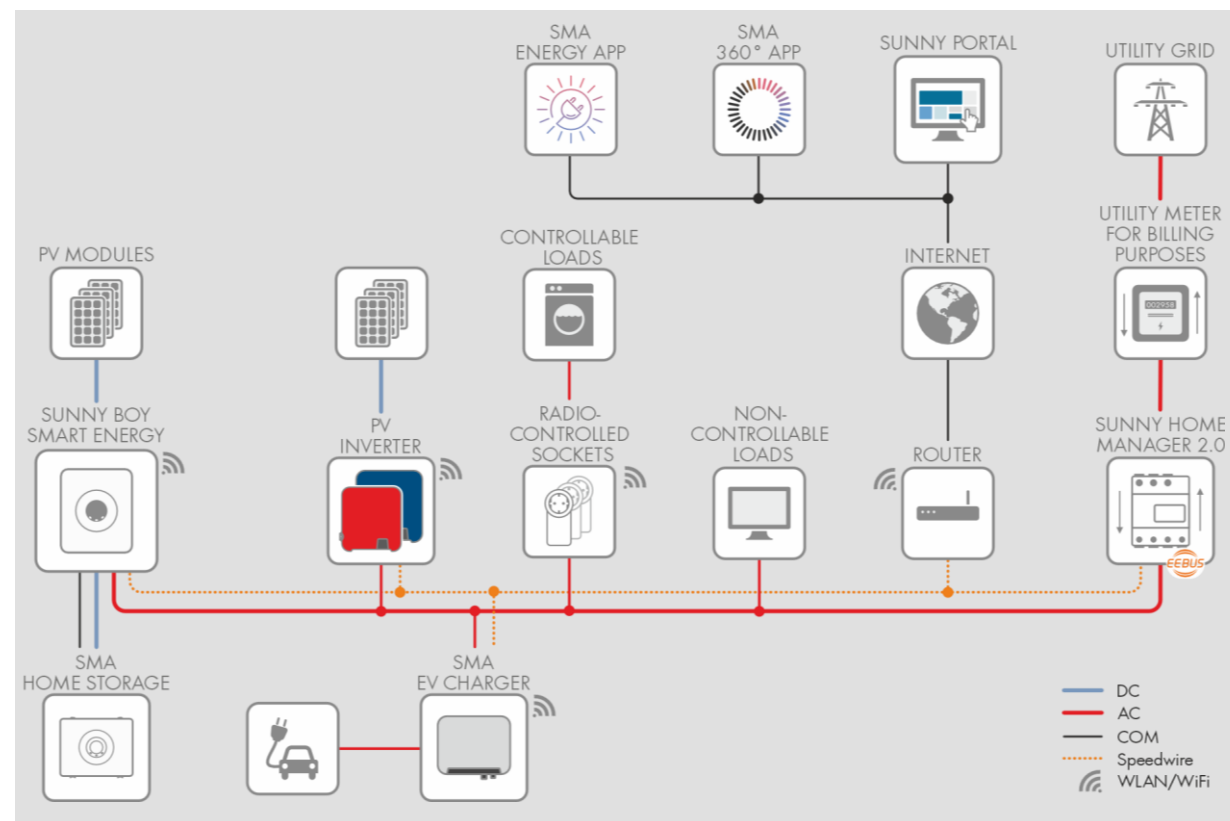 SMA
ENERGY APP
SMA
360° APP
SUNNY PORTAL
UTILITY GRID
UTILITY METER
FOR BILLING
PURPOSES
PV MODULES
CONTROLLABLE
LOADS
INTERNET
002958
SUNNY BOY
SMART ENERGY
PV
INVERTER
RADIO-
CONTROLLED
SOCKETS
NON-
CONTROLLABLE
LOADS
ROUTER
SUNNY HOME
MANAGER 2.0
EEBUS
SMA
HOME STORAGE
SMA
EV CHARGER
DC
AC
COM
Speedwire
WLAN/WiFi